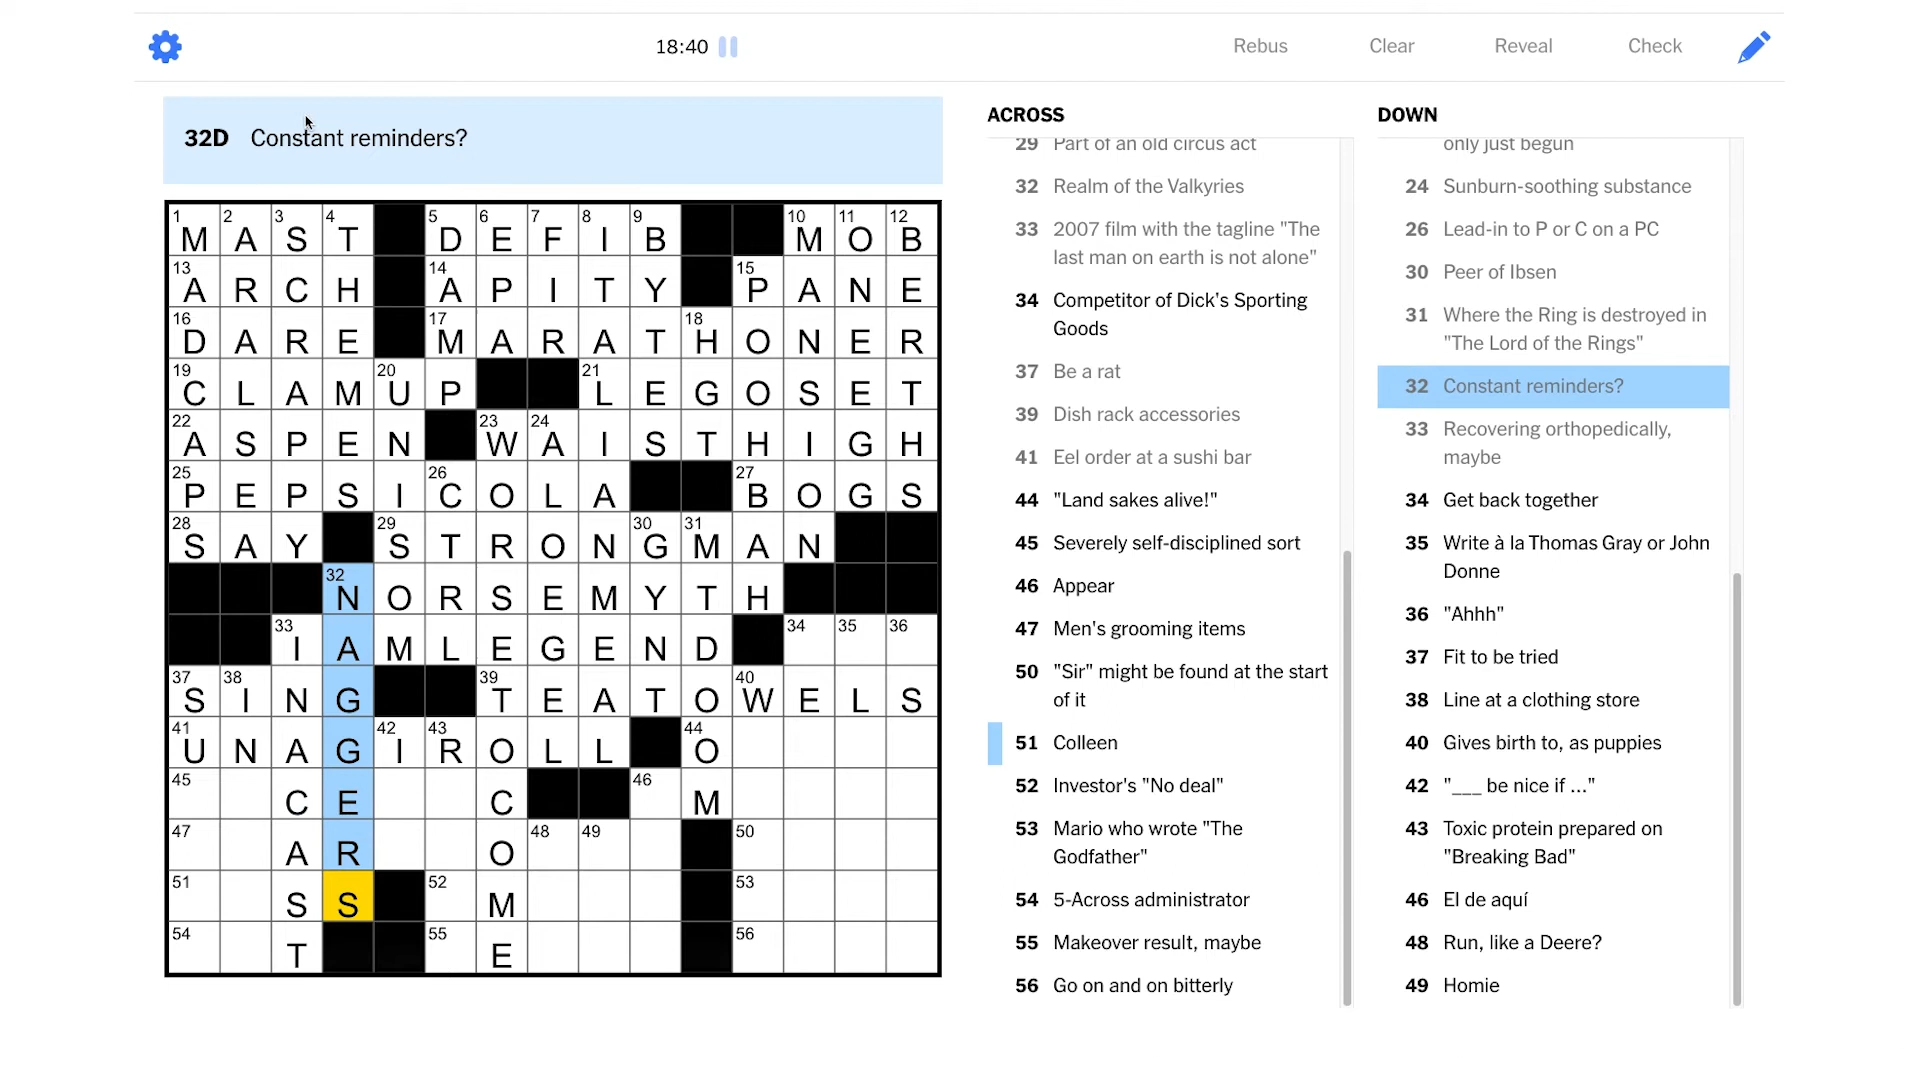 18:40
Rebus Clear Reveal Check
32D Constant reminders?
1 2 3 4 5 6 7 8 9 10 11 12
M A S T D E F I B M O B
13 14 15
A R C H A P I T Y P A N E
16 17 18
D A R E M A R A T H O N E R
19 20 21
C L A M U P L E G O S E T
22 23 24
A S P E N W A I S T H I G H
25 26 27
P E P S I C O L A B O G S
28 29 30 31
S A Y S T R O N G M A N
32
N O R S E M Y T H
33 34 35 36
I A M L E G E N D
37 38 39 40
S I N G T E A T O W E L S
41 42 43 44
U N A G I R O L L O
45 46
C E C M
47 48 49 50
A R O
51 52 53
S S M
54 55 56
T E
ACROSS
29 Part of an old circus act
32 Realm of the Valkyries
33 2007 film with the tagline "The
last man on earth is not alone"
34 Competitor of Dick's Sporting
Goods
37 Be a rat
39 Dish rack accessories
41 Eel order at a sushi bar
44 "Land sakes alive!"
45 Severely self-disciplined sort
46 Appear
47 Men's grooming items
50 "Sir" might be found at the start
of it
51 Colleen
52 Investor's "No deal"
53 Mario who wrote "The
Godfather"
54 5-Across administrator
55 Makeover result, maybe
56 Go on and on bitterly
DOWN
only just begun
24 Sunburn-soothing substance
26 Lead-in to P or C on a PC
30 Peer of Ibsen
31 Where the Ring is destroyed in
"The Lord of the Rings"
32 Constant reminders?
33 Recovering orthopedically,
maybe
34 Get back together
35 Write à la Thomas Gray or John
Donne
36 "Ahhh"
37 Fit to be tried
38 Line at a clothing store
40 Gives birth to, as puppies
42 "___ be nice if ..."
43 Toxic protein prepared on
"Breaking Bad"
46 El de aquí
48 Run, like a Deere?
49 Homie